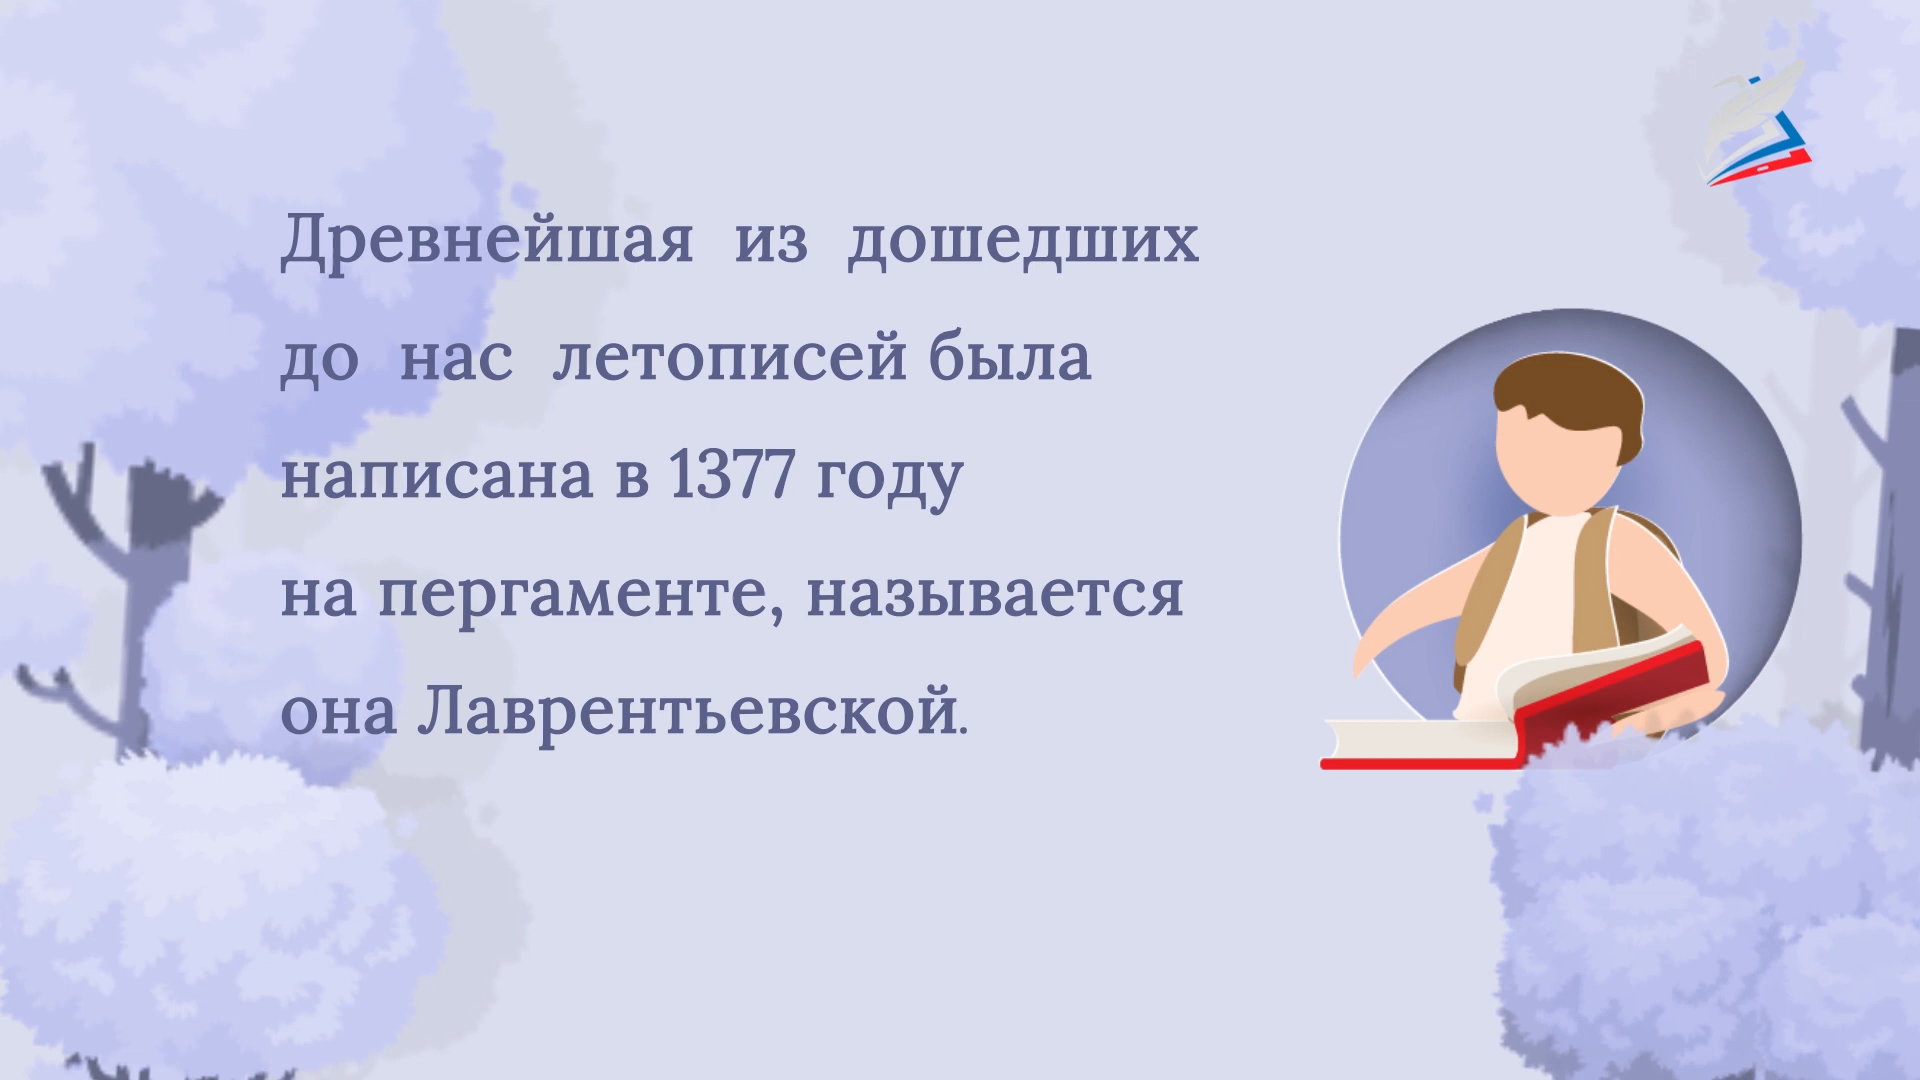 Древнейшая из дошедших
до нас летописей была
написана в 1377 году
на пергаменте, называется
она Лаврентьевской.